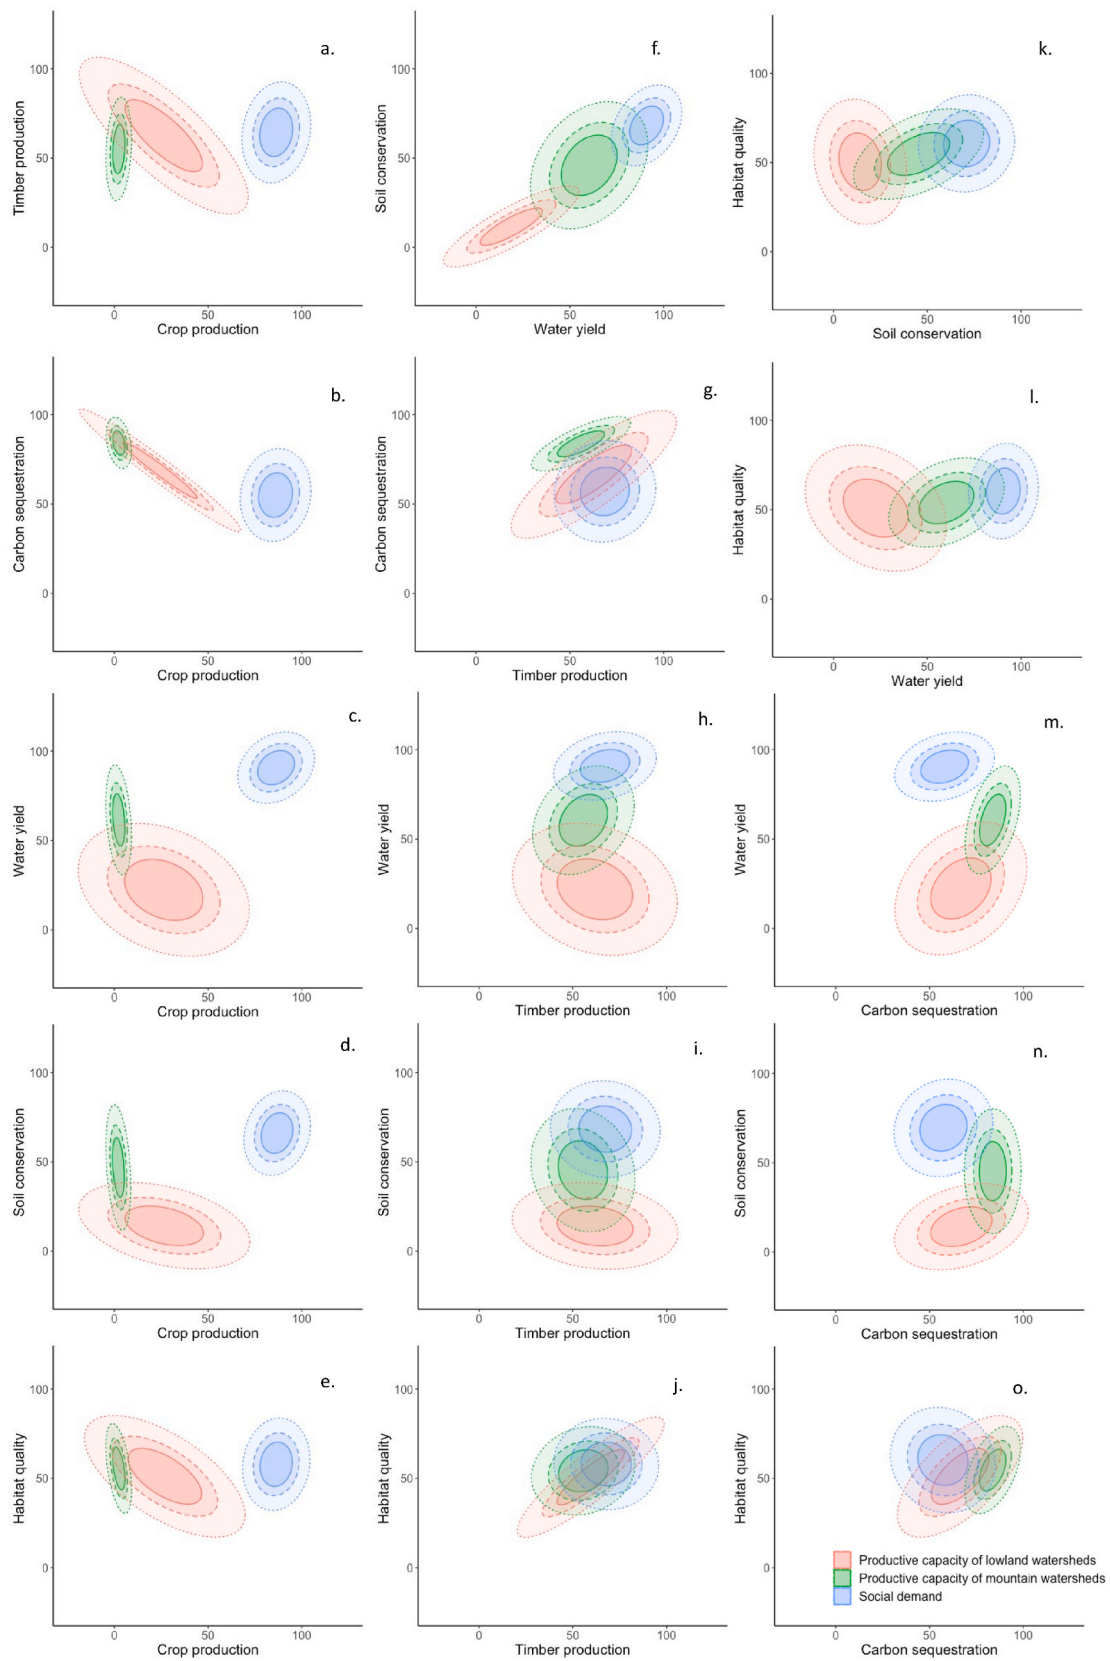 a.
100
50
0
Timber production
0 50 100
Crop production
f.
100
50
0
Soil conservation
0 50 100
Water yield
k.
100
50
0
Habitat quality
0 50 100
Soil conservation
b.
100
50
0
Carbon sequestration
0 50 100
Crop production
g.
100
50
0
Carbon sequestration
0 50 100
Timber production
l.
100
50
0
Habitat quality
0 50 100
Water yield
c.
100
50
0
Water yield
0 50 100
Crop production
h.
100
50
0
Water yield
0 50 100
Timber production
m.
100
50
0
Water yield
0 50 100
Carbon sequestration
d.
100
50
0
Soil conservation
0 50 100
Crop production
i.
100
50
0
Soil conservation
0 50 100
Timber production
n.
100
50
0
Soil conservation
0 50 100
Carbon sequestration
e.
100
50
0
Habitat quality
0 50 100
Crop production
j.
100
50
0
Habitat quality
0 50 100
Timber production
o.
100
50
0
Habitat quality
0 50 100
Carbon sequestration
Productive capacity of lowland watersheds
Productive capacity of mountain watersheds
Social demand